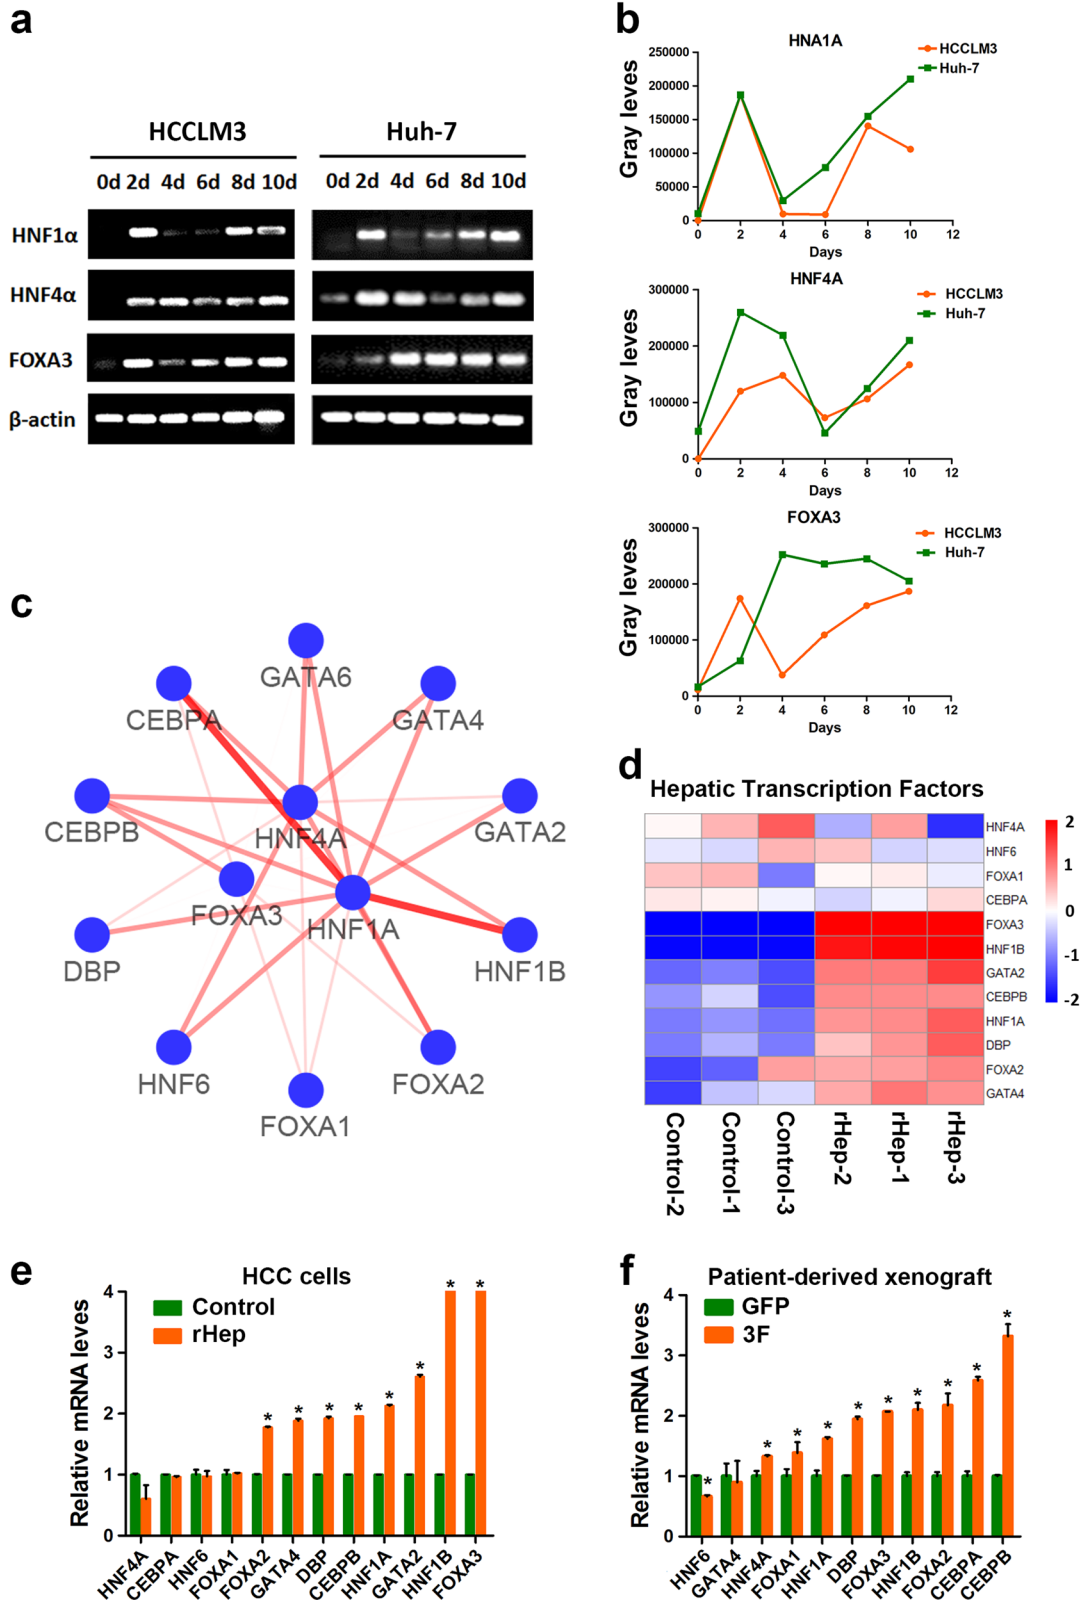 a
HCCLM3 Huh-7
0d 2d 4d 6d 8d 10d 0d 2d 4d 6d 8d 10d
HNF1α
HNF4α
FOXA3
β-actin
b
HNA1A
HCCLM3
Huh-7
Gray leves
250000
200000
150000
100000
50000
0
0 2 4 6 8 10 12
Days
HNF4A
HCCLM3
Huh-7
Gray leves
300000
200000
100000
0
0 2 4 6 8 10 12
Days
FOXA3
HCCLM3
Huh-7
Gray leves
300000
200000
100000
0
0 2 4 6 8 10 12
Days
c
GATA6
CEBPA
GATA4
CEBPB
HNF4A
GATA2
FOXA3
HNF1A
DBP
HNF1B
HNF6
FOXA2
FOXA1
d
Hepatic Transcription Factors
HNF4A
HNF6
FOXA1
CEBPA
FOXA3
HNF1B
GATA2
CEBPB
HNF1A
DBP
FOXA2
GATA4
2
1
0
-1
-2
Control-2
Control-1
Control-3
rHep-2
rHep-1
rHep-3
e
HCC cells
Control
rHep
Relative mRNA levels
4
3
2
1
0
* * * * * * * *
HNF4A
CEBPA
HNF6
FOXA1
FOXA2
GATA4
DBP
CEBPB
HNF1A
GATA2
HNF1B
FOXA3
f
Patient-derived xenograft
GFP
3F
Relative mRNA levels
4
3
2
1
0
* * * * * * * * * *
HNF6
GATA4
HNF4A
FOXA1
HNF1A
DBP
FOXA3
HNF1B
FOXA2
CEBPA
CEBPB